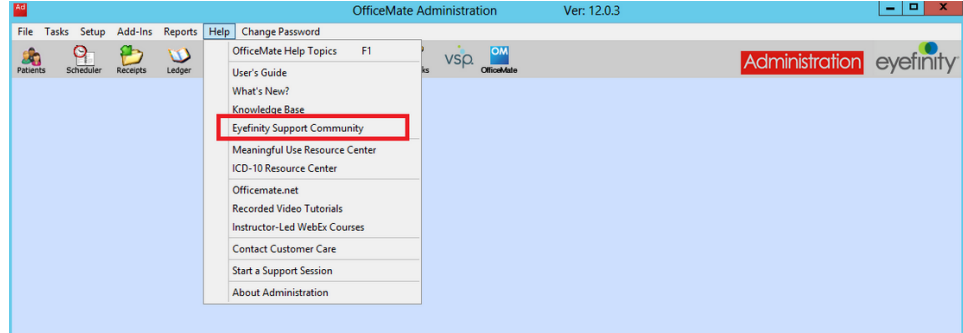 Ad OfficeMate Administration Ver: 12.0.3
File Tasks Setup Add-Ins Reports Help Change Password
Patients Scheduler Receipts Ledger vsp. OM OfficeMate Administration eyefinity
OfficeMate Help Topics F1
User's Guide
What's New?
Knowledge Base
Eyefinity Support Community
Meaningful Use Resource Center
ICD-10 Resource Center
Officemate.net
Recorded Video Tutorials
Instructor-Led WebEx Courses
Contact Customer Care
Start a Support Session
About Administration